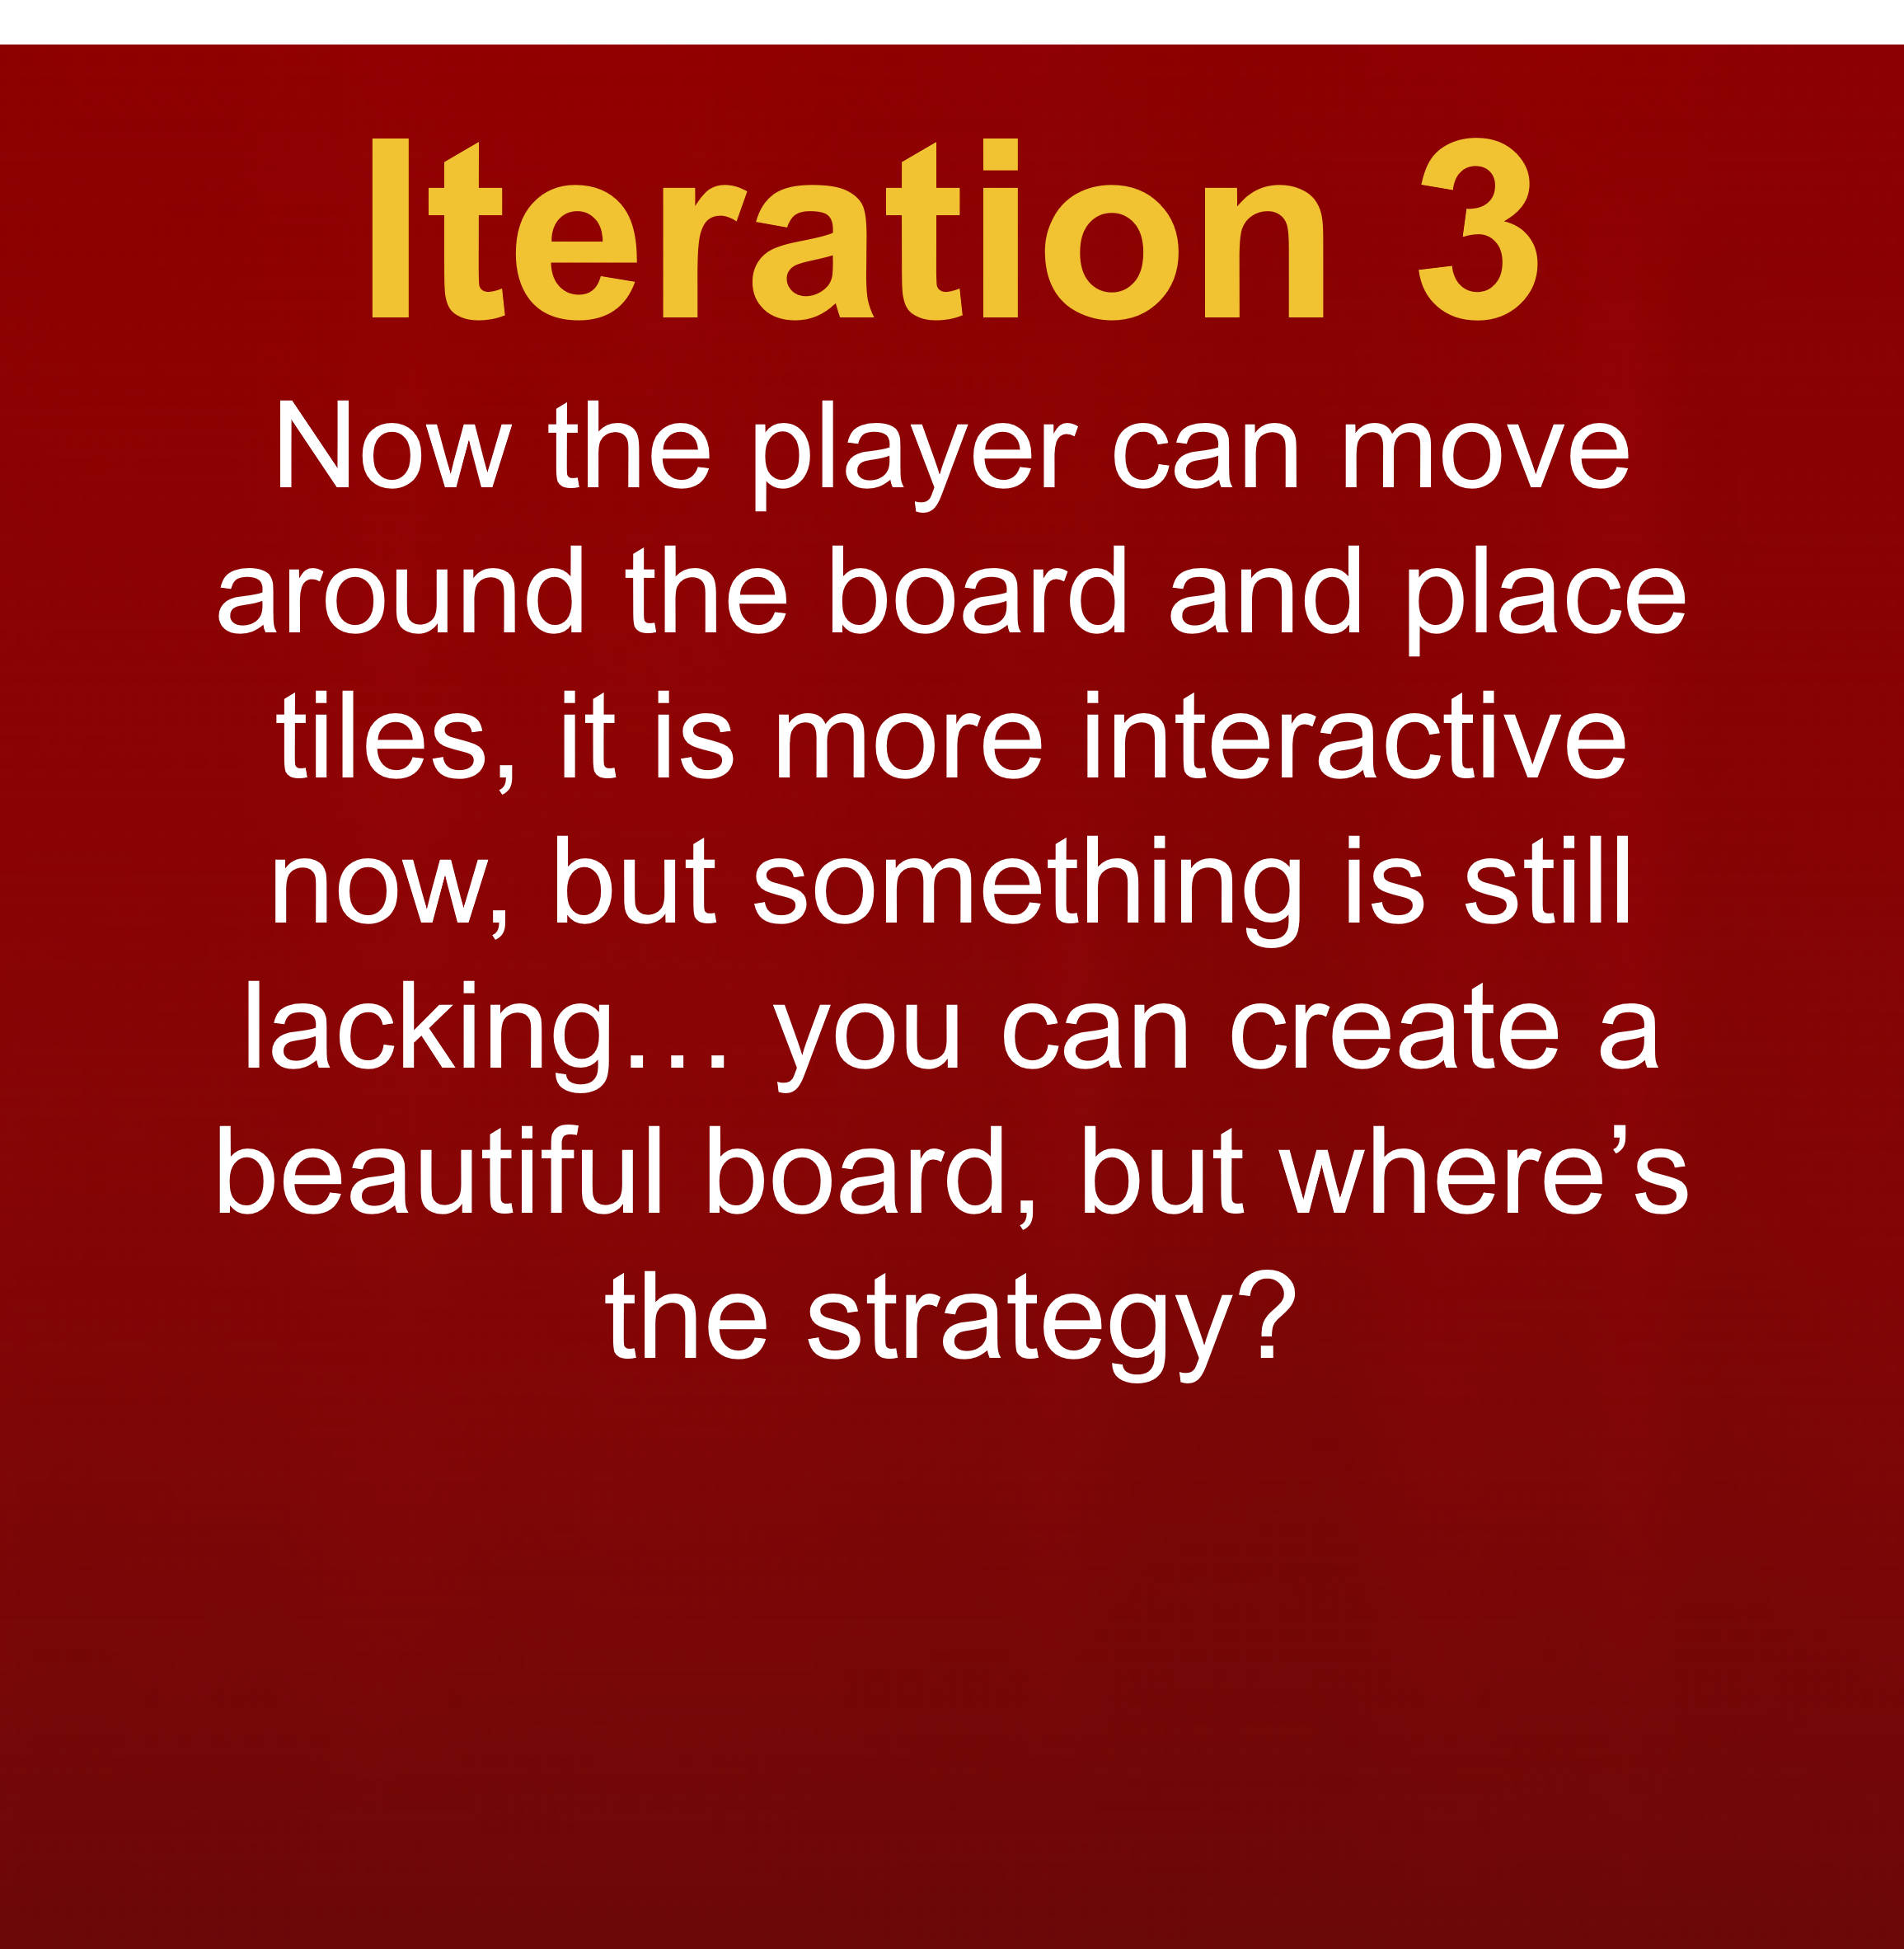 Iteration 3
Now the player can move
around the board and place
tiles, it is more interactive
now, but something is still
lacking… you can create a
beautiful board, but where’s
the strategy?